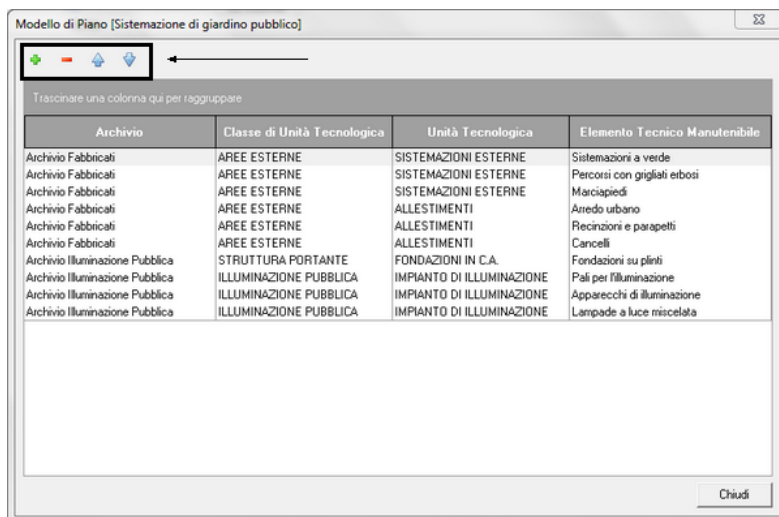 Modello di Piano [Sistemazione di giardino pubblico]
Trascinare una colonna qui per raggruppare
Archivio Classe di Unità Tecnologica Unità Tecnologica Elemento Tecnico Manutenibile
Archivio Fabbricati AREE ESTERNE SISTEMAZIONI ESTERNE Sistemazioni a verde
Archivio Fabbricati AREE ESTERNE SISTEMAZIONI ESTERNE Percorsi con grigliati erbosi
Archivio Fabbricati AREE ESTERNE SISTEMAZIONI ESTERNE Marciapiedi
Archivio Fabbricati AREE ESTERNE ALLESTIMENTI Arredo urbano
Archivio Fabbricati AREE ESTERNE ALLESTIMENTI Recinzioni e parapetti
Archivio Fabbricati AREE ESTERNE ALLESTIMENTI Cancelli
Archivio Illuminazione Pubblica STRUTTURA PORTANTE FONDAZIONI IN C.A. Fondazioni su plinti
Archivio Illuminazione Pubblica ILLUMINAZIONE PUBBLICA IMPIANTO DI ILLUMINAZIONE Pali per l'illuminazione
Archivio Illuminazione Pubblica ILLUMINAZIONE PUBBLICA IMPIANTO DI ILLUMINAZIONE Apparecchi di illuminazione
Archivio Illuminazione Pubblica ILLUMINAZIONE PUBBLICA IMPIANTO DI ILLUMINAZIONE Lampade a luce miscelata
Chiudi